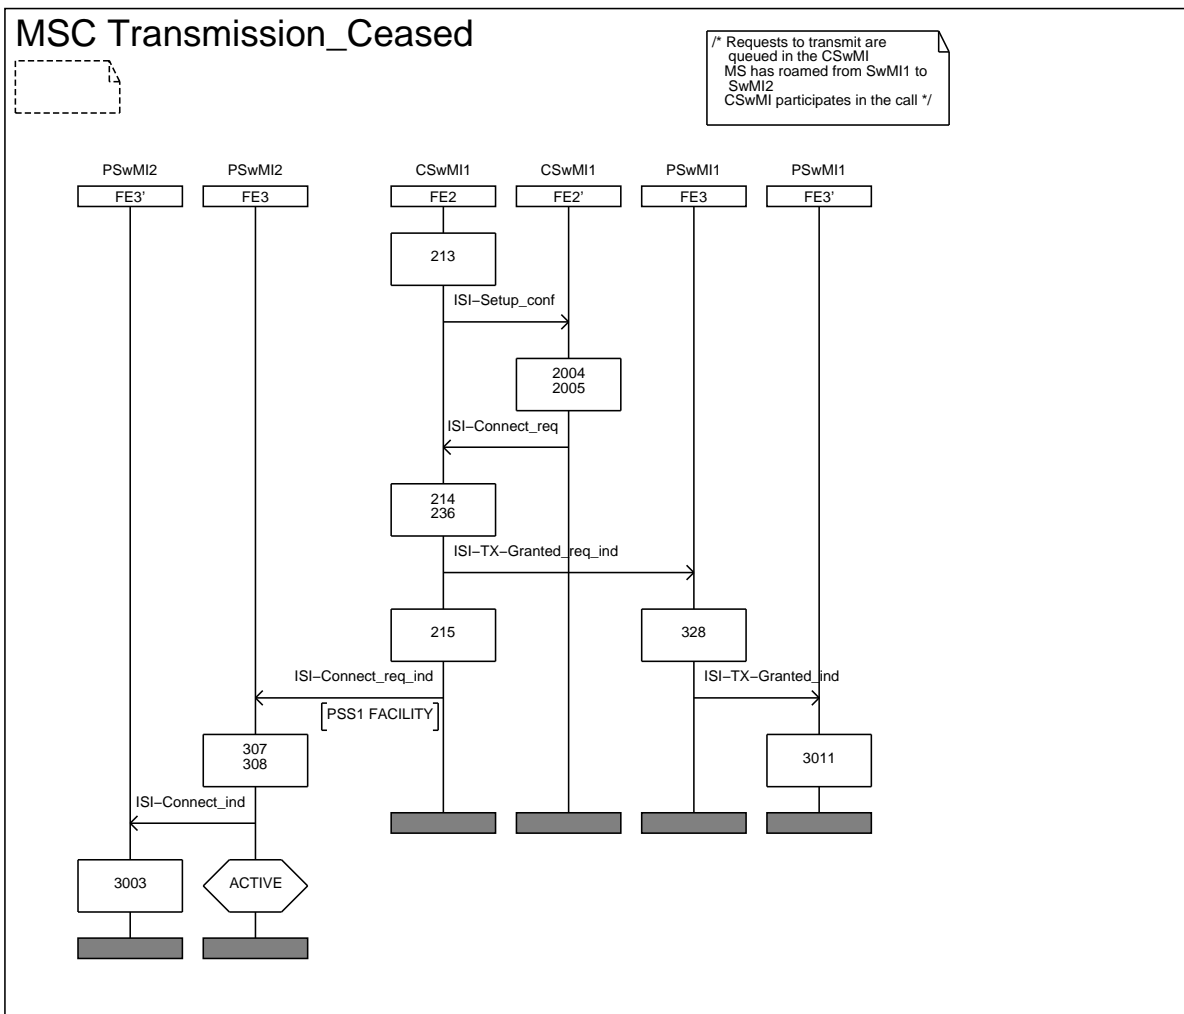 MSC Transmission_Ceased
/* Requests to transmit are
queued in the CSwMI
MS has roamed from SwMI1 to
SwMI2
CSwMI participates in the call */
PSwMI2 PSwMI2 CSwMI1 CSwMI1 PSwMI1 PSwMI1
FE3' FE3 FE2 FE2' FE3 FE3'
213
ISI–Setup_conf
2004
2005
ISI–Connect_req
214
236
ISI–TX–Granted_req_ind
215 328
ISI–Connect_req_ind ISI–TX–Granted_ind
PSS1 FACILITY
307
308
3011
ISI–Connect_ind
3003 ACTIVE